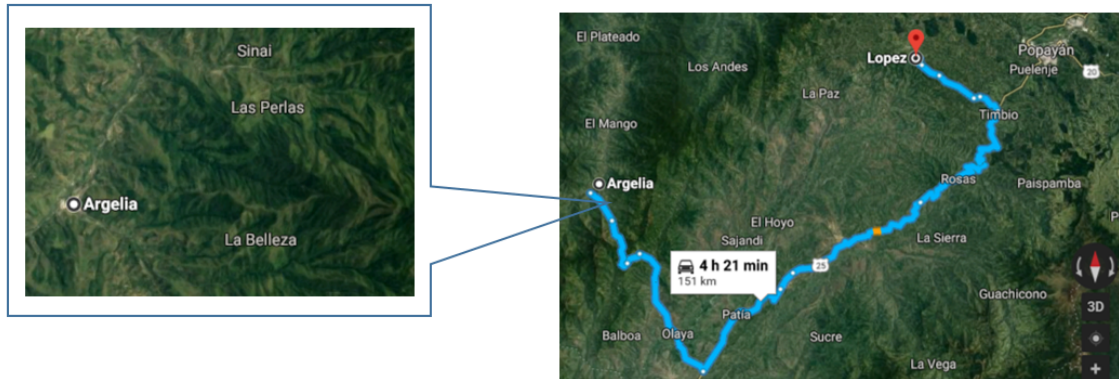 Sinai
Las Perlas
Argelia
La Belleza
El Plateado
Los Andes
Lopez
Popayán
Puelenje
20
La Paz
Timbio
El Mango
Argelia
Rosas
Paispamba
El Hoyo
Sajandi
La Sierra
4 h 21 min
151 km
25
Guachicono
3D
Patía
Balboa
Olaya
Sucre
La Vega
+